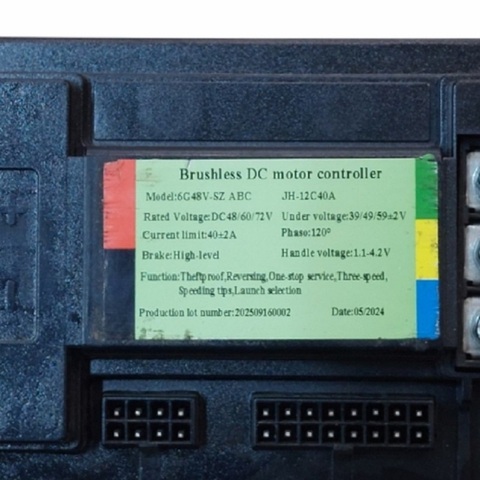 Brushless DC motor controller
Model:6G48V-SZ ABC JH-12C40A
Rated Voltage:DC48/60/72V Under voltage:39/49/59±2V
Current limit:40±2A Phaso:120°
Brake:High-level Handle voltage:1.1-4.2V
Function:Theftproof,Reversing,One-stop service,Three-speed,
Speeding tips,Launch selection
Production lot number:202509160002 Date:05/2024